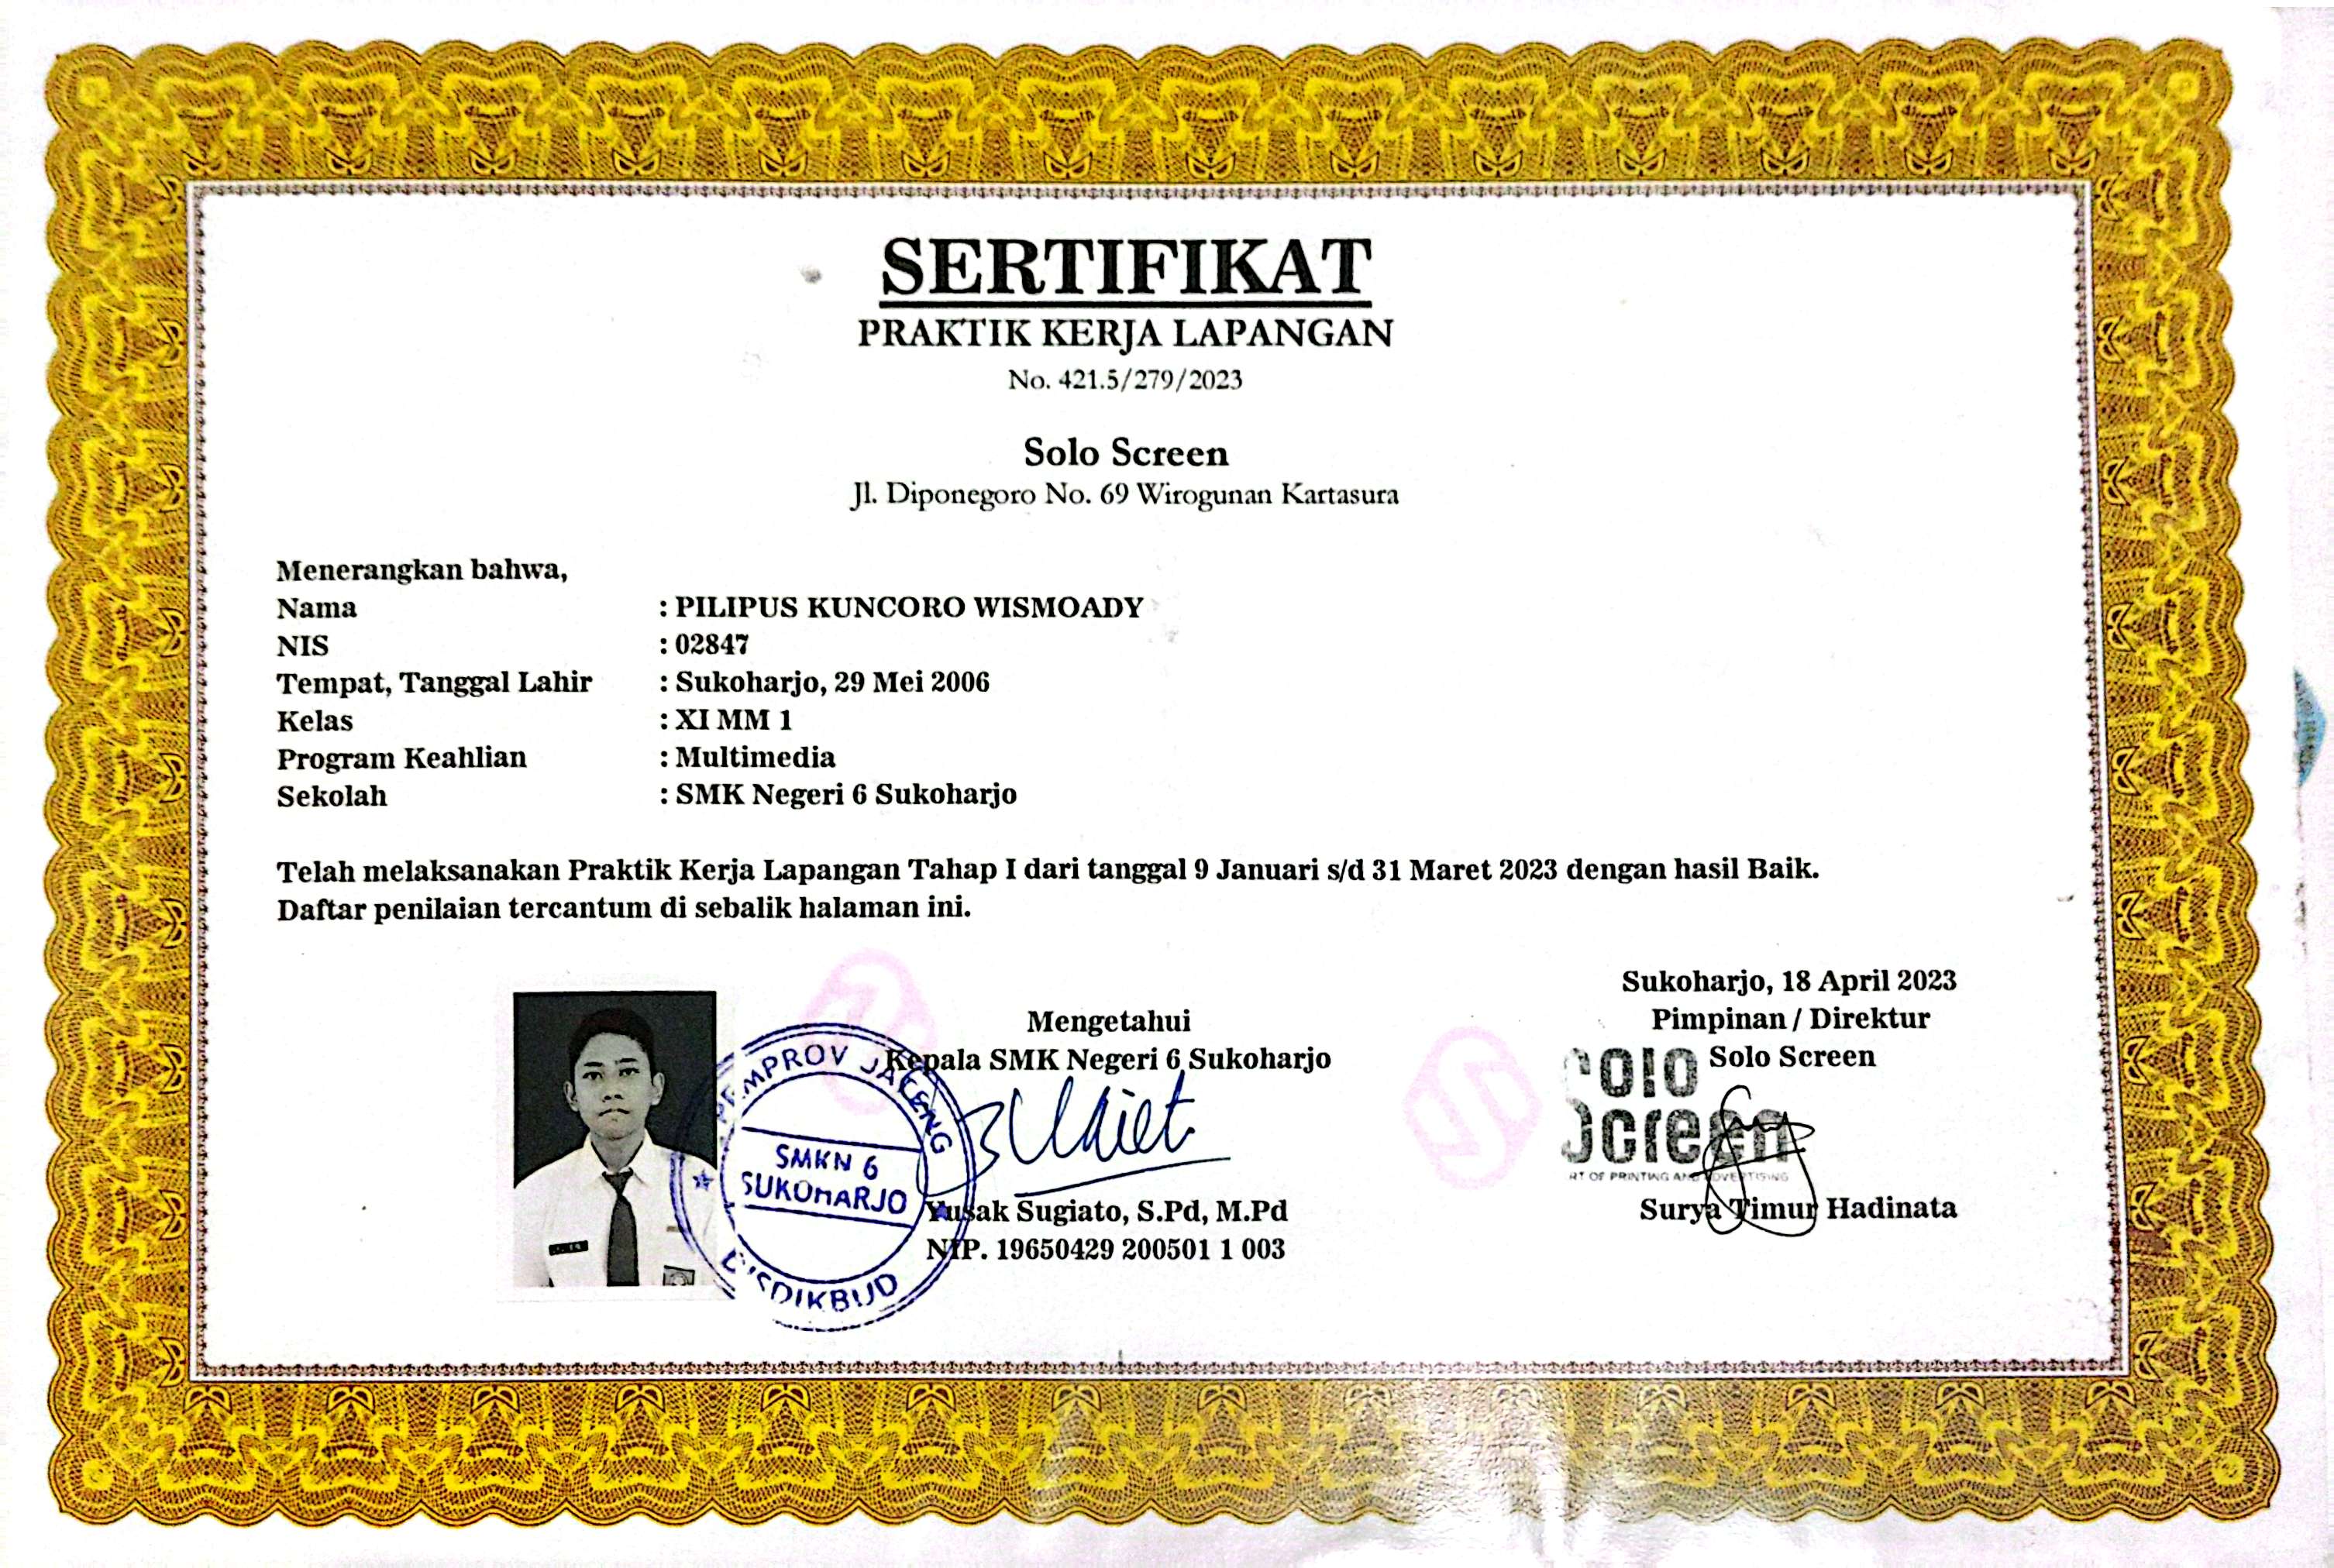 SERTIFIKAT
PRAKTIK KERJA LAPANGAN
No. 421.5/279/2023
Solo Screen
Jl. Diponegoro No. 69 Wirogunan Kartasura
Menerangkan bahwa,
Nama : PILIPUS KUNCORO WISMOADY
NIS : 02847
Tempat, Tanggal Lahir : Sukoharjo, 29 Mei 2006
Kelas : XI MM 1
Program Keahlian : Multimedia
Sekolah : SMK Negeri 6 Sukoharjo
Telah melaksanakan Praktik Kerja Lapangan Tahap I dari tanggal 9 Januari s/d 31 Maret 2023 dengan hasil Baik.
Daftar penilaian tercantum di sebalik halaman ini.
Mengetahui
Kepala SMK Negeri 6 Sukoharjo
Yusak Sugiato, S.Pd, M.Pd
NIP. 19650429 200501 1 003
PEMPROV JATENG
SMKN 6
SUKOHARJO
DISDIKBUD
Sukoharjo, 18 April 2023
Pimpinan / Direktur
Solo Screen
Solo
Screen
RT OF PRINTING AND ADVERTISING
Surya Timur Hadinata